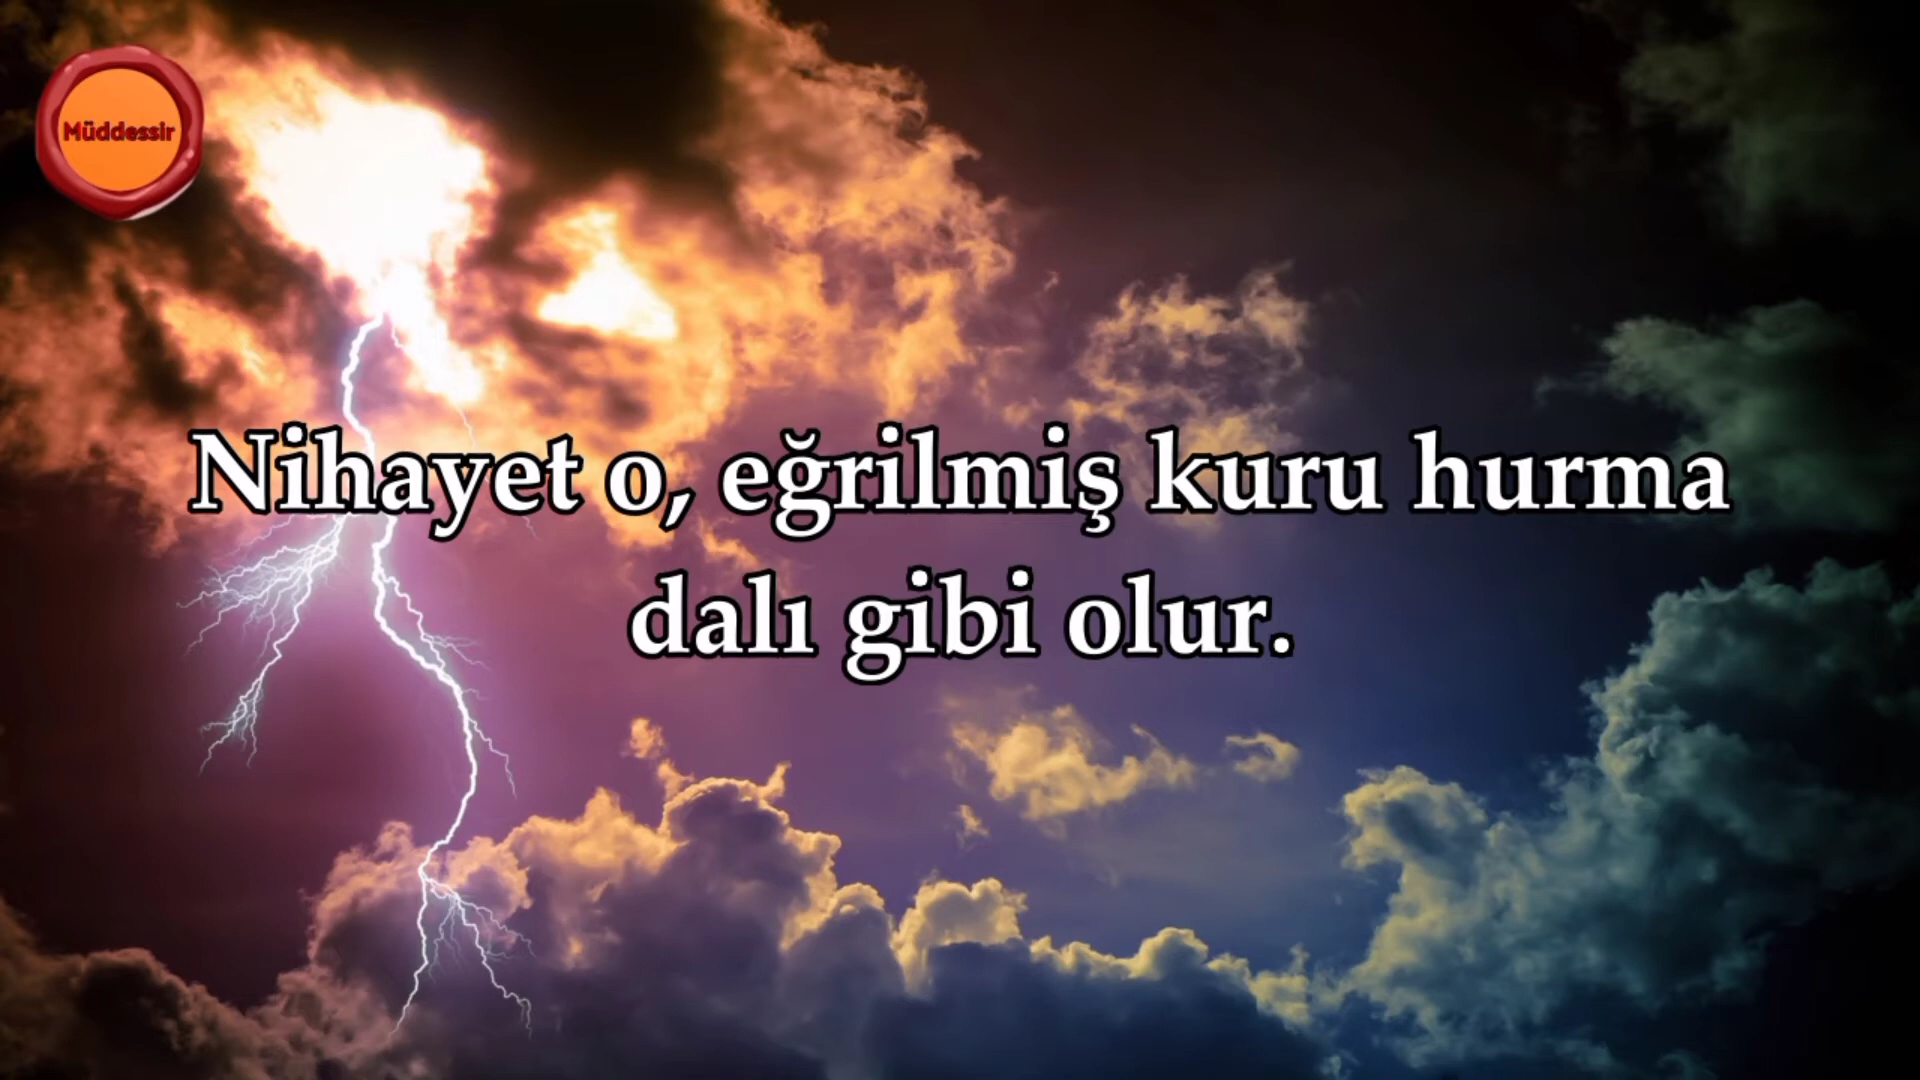 Müddessir
Nihayet o, eğrilmiş kuru hurma
dalı gibi olur.